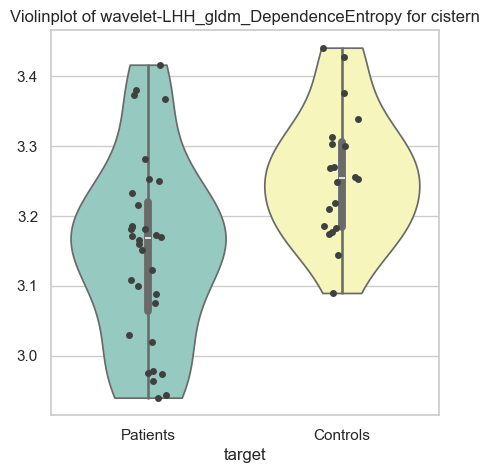 Violinplot of wavelet-LHH_gldm_DependenceEntropy for cistern
3.4
3.3
3.2
3.1
3.0
Patients
Controls
target